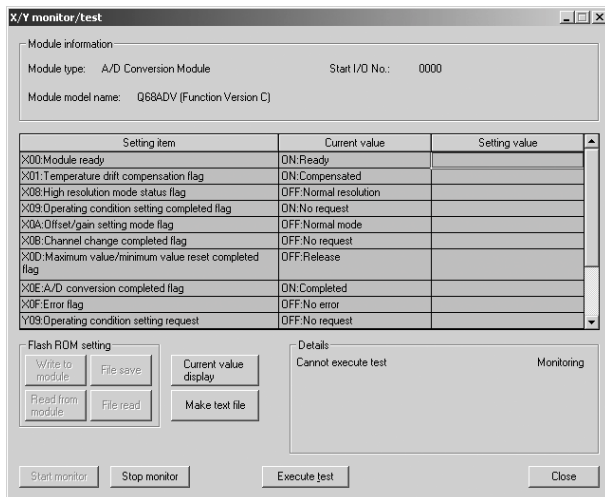 X/Y monitor/test
Module information
Module type: A/D Conversion Module Start I/O No.: 0000
Module model name: Q68ADV (Function Version C)
Setting item Current value Setting value
X00:Module ready ON:Ready
X01:Temperature drift compensation flag ON:Compensated
X08:High resolution mode status flag OFF:Normal resolution
X09:Operating condition setting completed flag ON:No request
X0A:Offset/gain setting mode flag OFF:Normal mode
X0B:Channel change completed flag OFF:No request
X0D:Maximum value/minimum value reset completed OFF:Release
flag
X0E:A/D conversion completed flag ON:Completed
X0F:Error flag OFF:No error
Y09:Operating condition setting request OFF:No request
Flash ROM setting Details
Write to
module
File save
Current value
display
Cannot execute test Monitoring
Read from
module
File read
Make text file
Start monitor Stop monitor Execute test Close